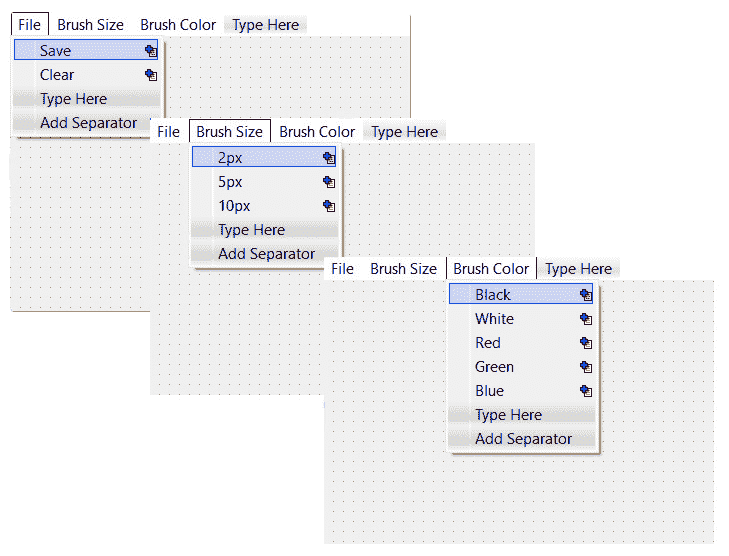 File Brush Size Brush Color Type Here
Save
Clear
Type Here
Add Separator
File Brush Size Brush Color Type Here
2px
5px
10px
Type Here
Add Separator
File Brush Size Brush Color Type Here
Black
White
Red
Green
Blue
Type Here
Add Separator